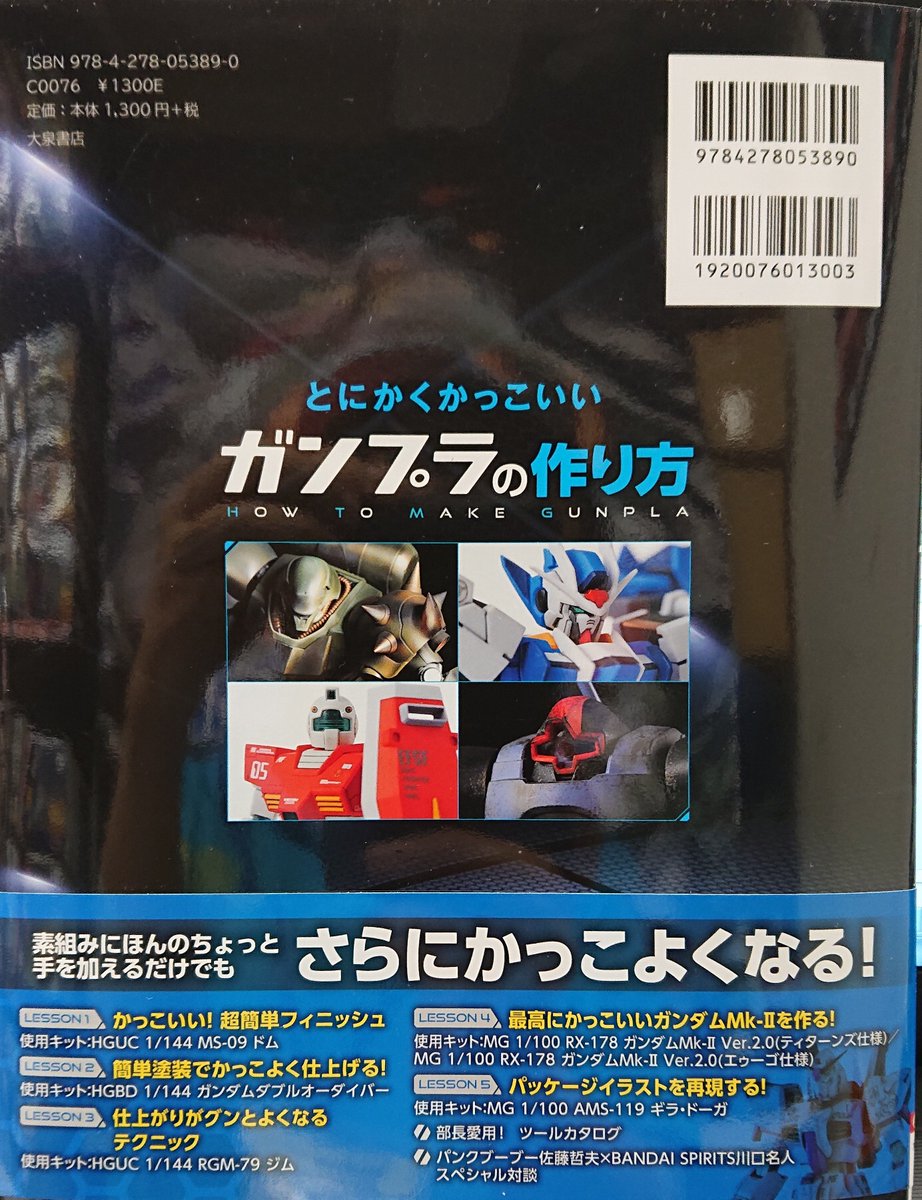 ISBN 978-4-278-05389-0
C0076 ¥1300E
定価:本体 1,300円+税
大泉書店
9784278053890
1920076013003
とにかくかっこいい
ガンプラの作り方
HOW TO MAKE GUNPLA
05
素組みにほんのちょっと
手を加えるだけでも
さらにかっこよくなる!
LESSON 1 かっこいい! 超簡単フィニッシュ
使用キット:HGUC 1/144 MS-09 ドム
LESSON 2 簡単塗装でかっこよく仕上げる!
使用キット:HGBD 1/144 ガンダムダブルオーダイバー
LESSON 3 仕上がりがグンとよくなる
テクニック
使用キット:HGUC 1/144 RGM-79 ジム
LESSON 4 最高にかっこいいガンダムMk-Ⅱを作る!
使用キット:MG 1/100 RX-178 ガンダムMk-Ⅱ Ver.2.0(ティターンズ仕様)/
MG 1/100 RX-178 ガンダムMk-Ⅱ Ver.2.0(エゥーゴ仕様)
LESSON 5 パッケージイラストを再現する!
使用キット:MG 1/100 AMS-119 ギラ・ドーガ
部長愛用! ツールカタログ
パンクブーブー佐藤哲夫×BANDAI SPIRITS川口名人
スペシャル対談